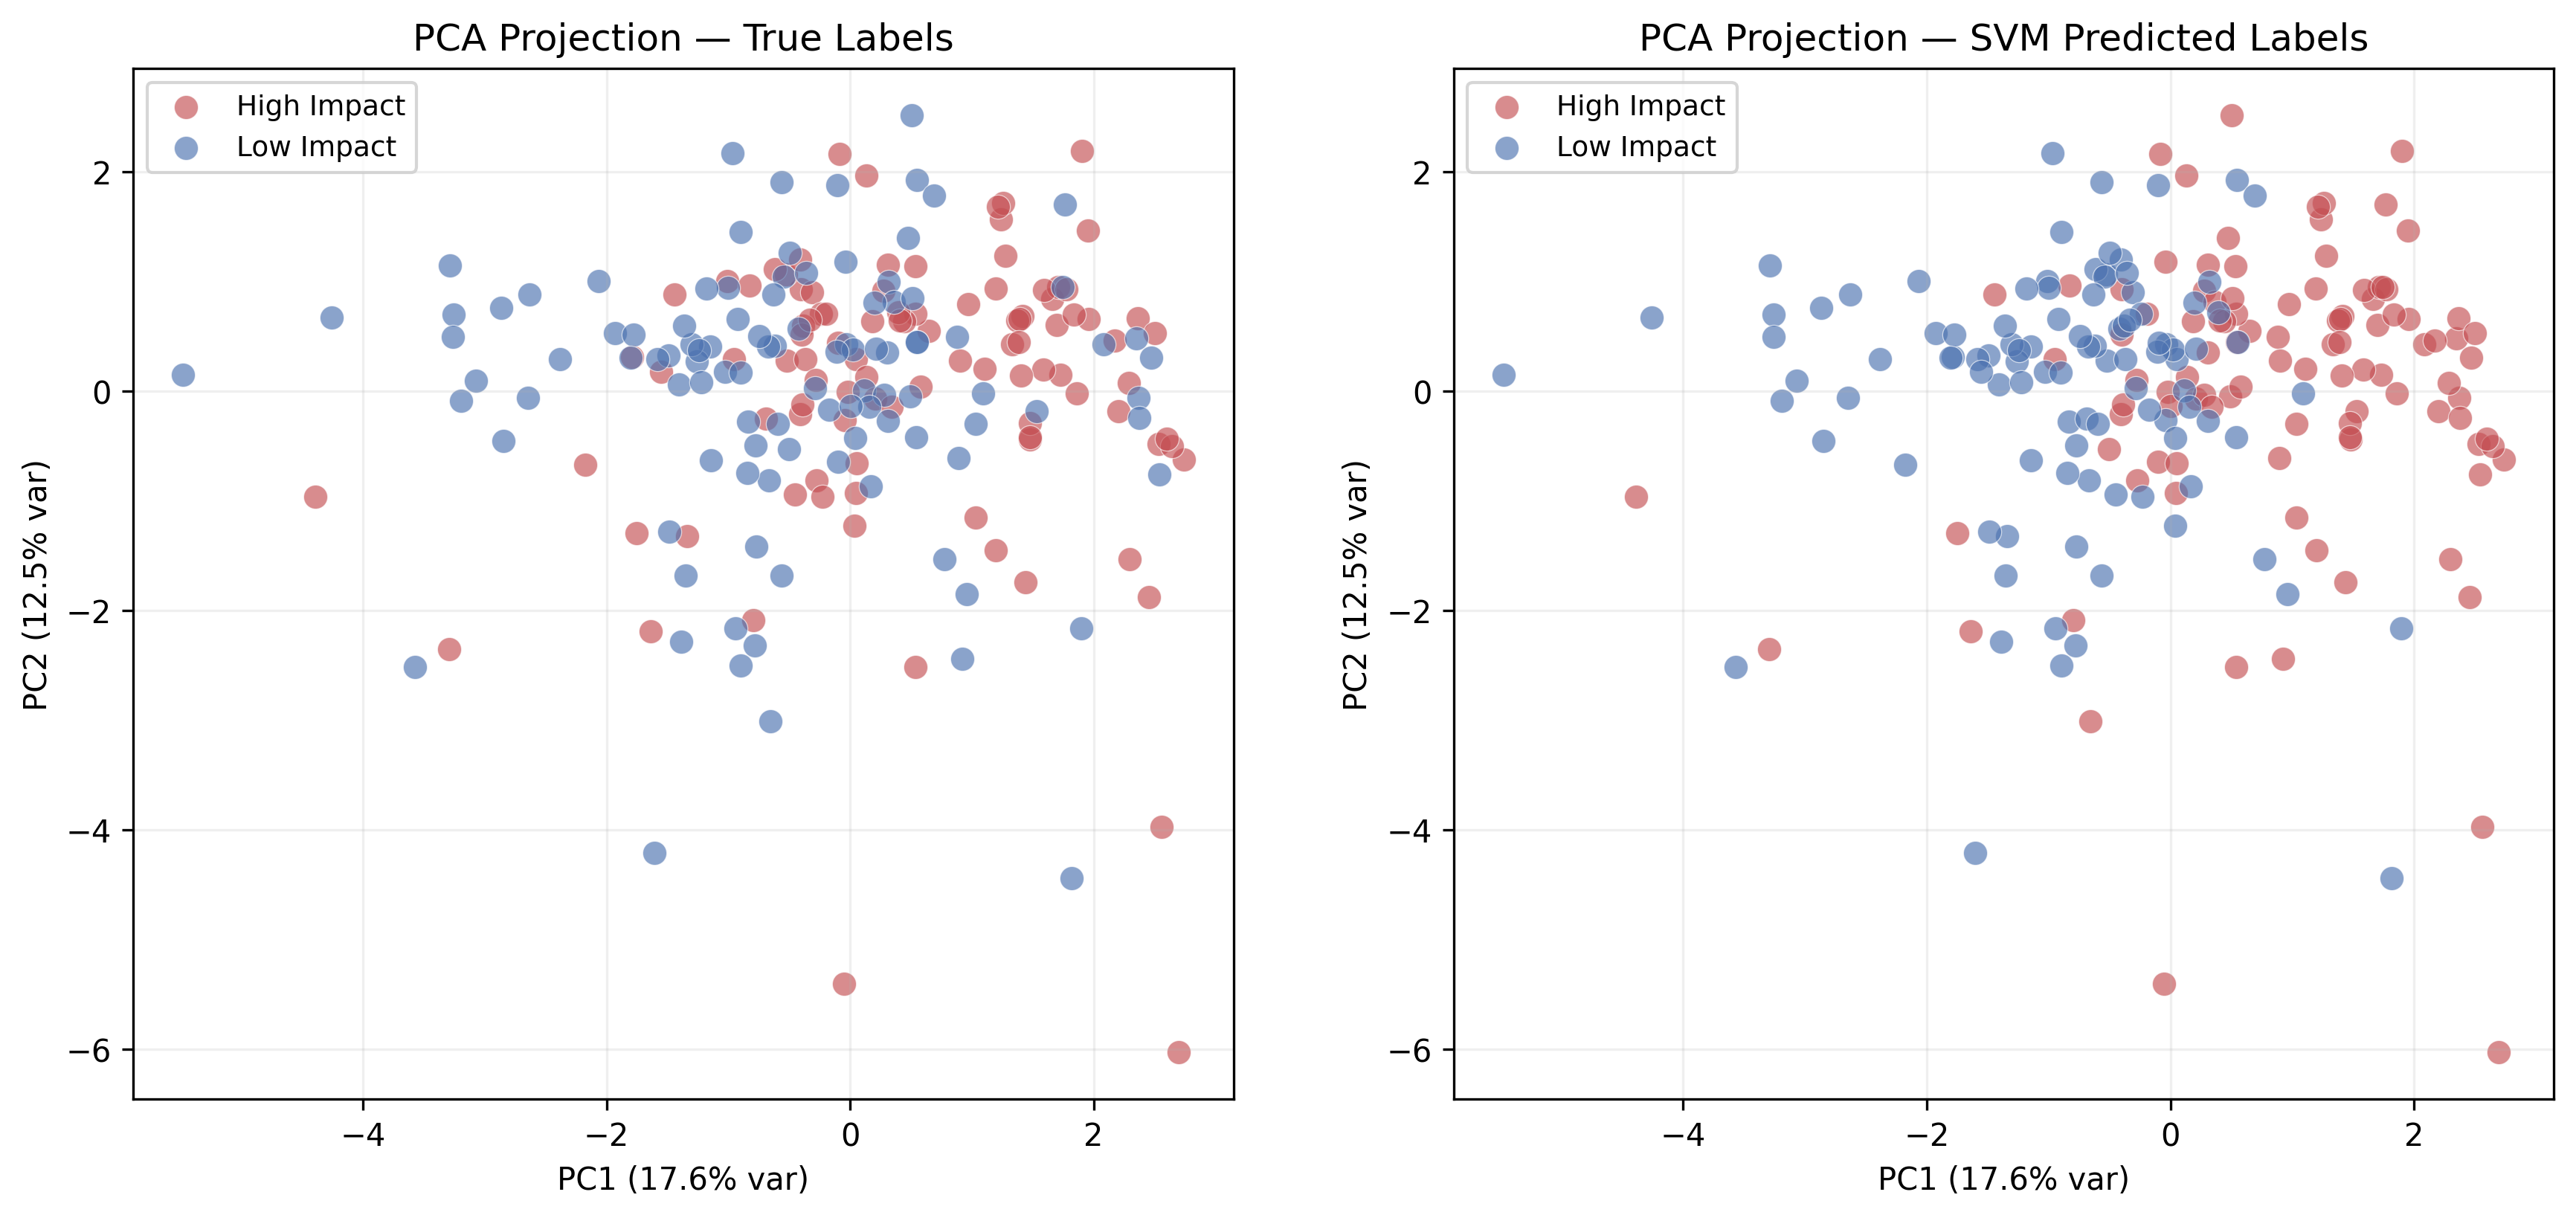 PCA Projection — True Labels
High Impact
Low Impact
2
0
−2
−4
−6
PC2 (12.5% var)
−4
−2
0
2
PC1 (17.6% var)
PCA Projection — SVM Predicted Labels
High Impact
Low Impact
2
0
−2
−4
−6
PC2 (12.5% var)
−4
−2
0
2
PC1 (17.6% var)